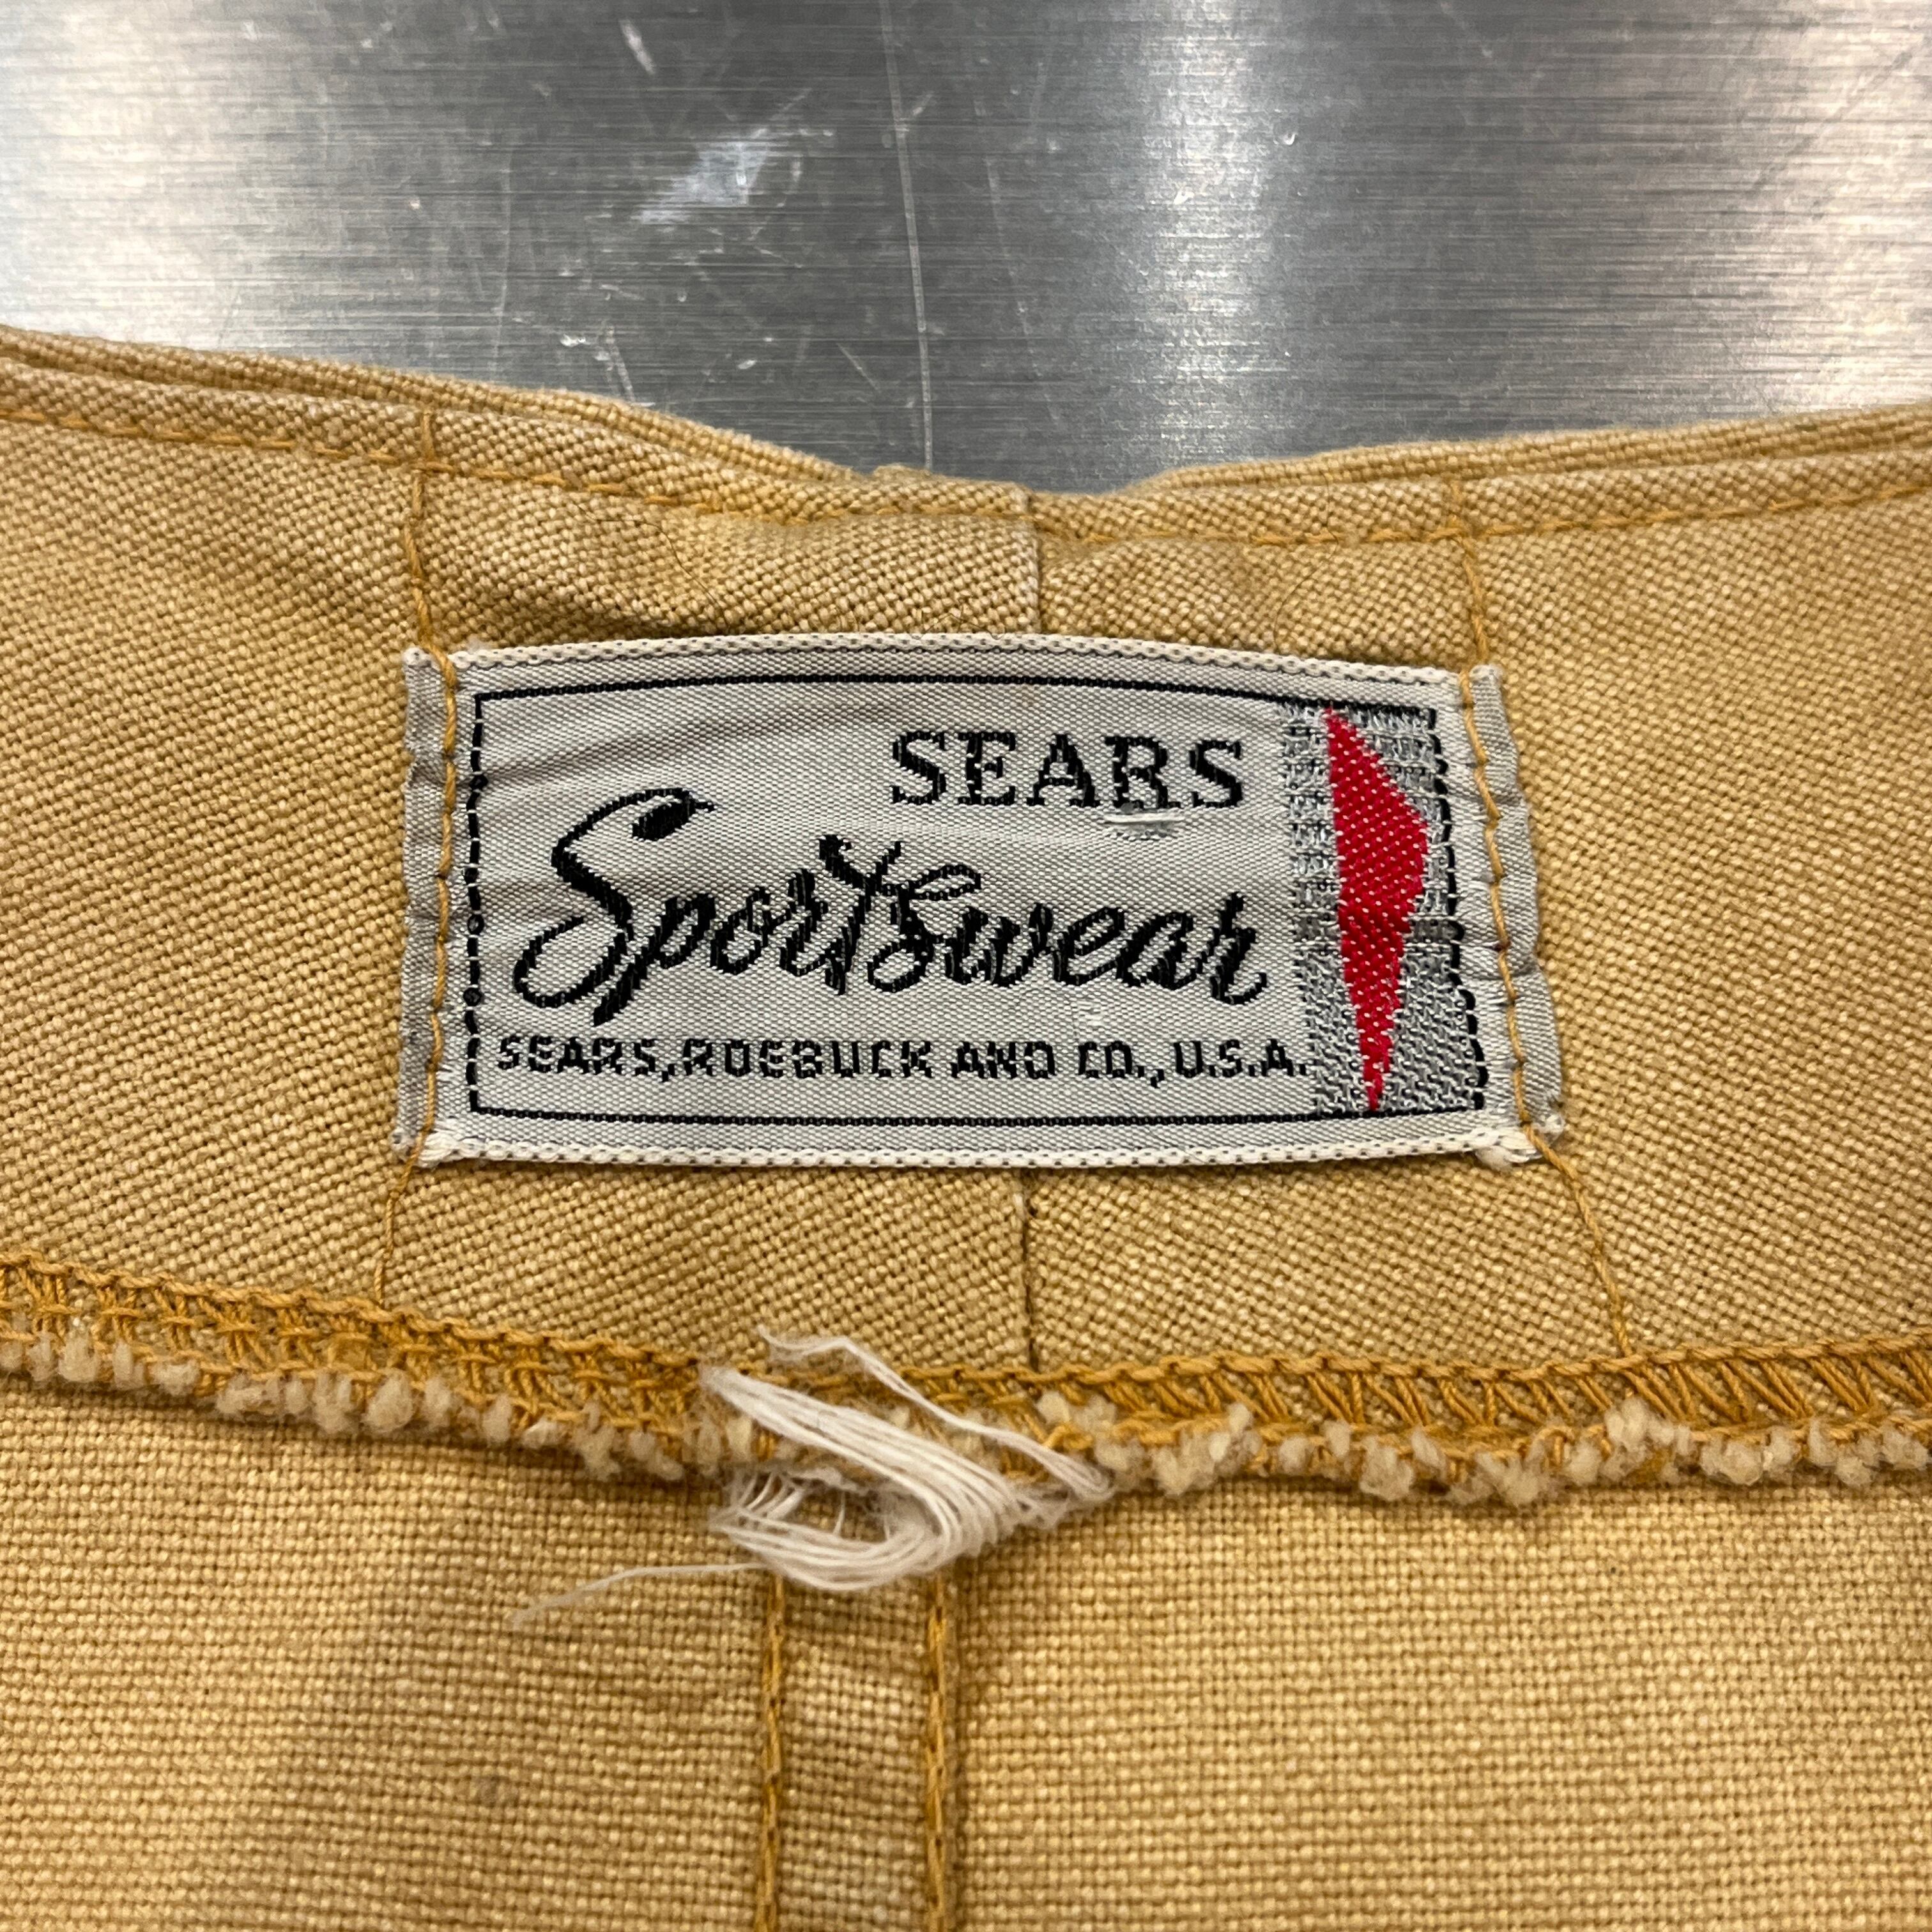 SEARS
Sportswear
SEARS, ROEBUCK AND CO., U.S.A.